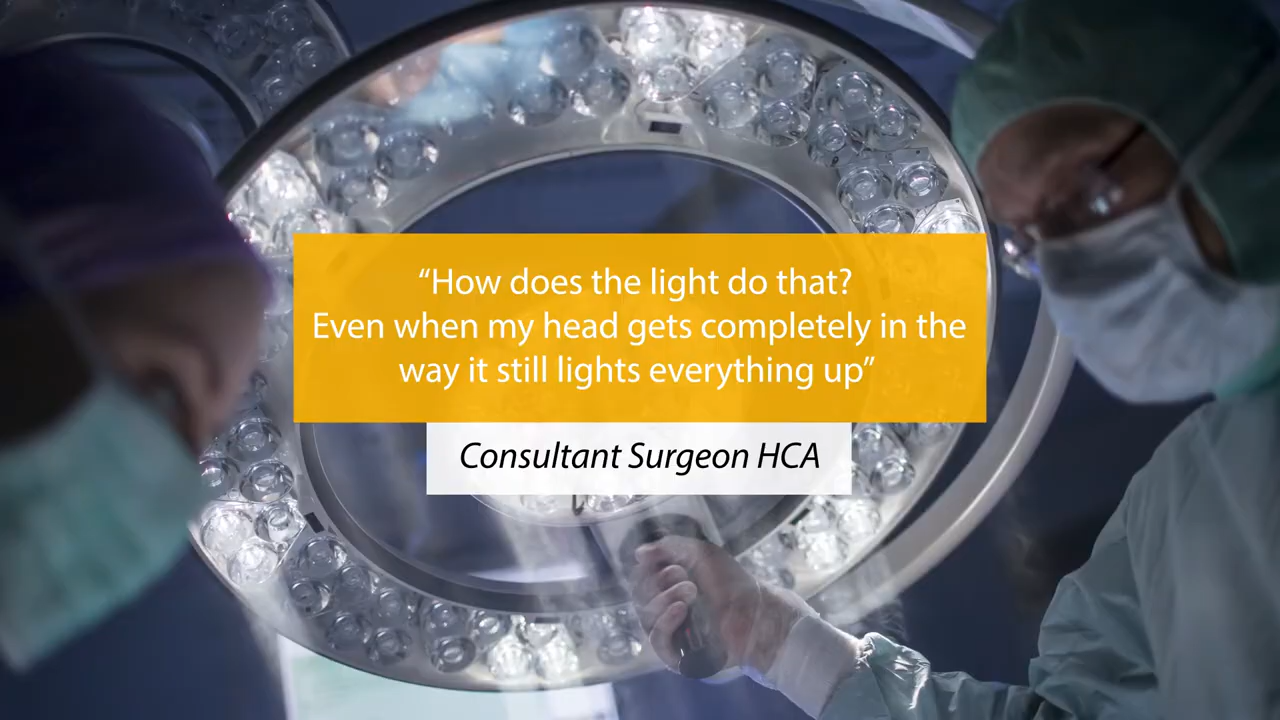 “How does the light do that?
Even when my head gets completely in the
way it still lights everything up”
Consultant Surgeon HCA